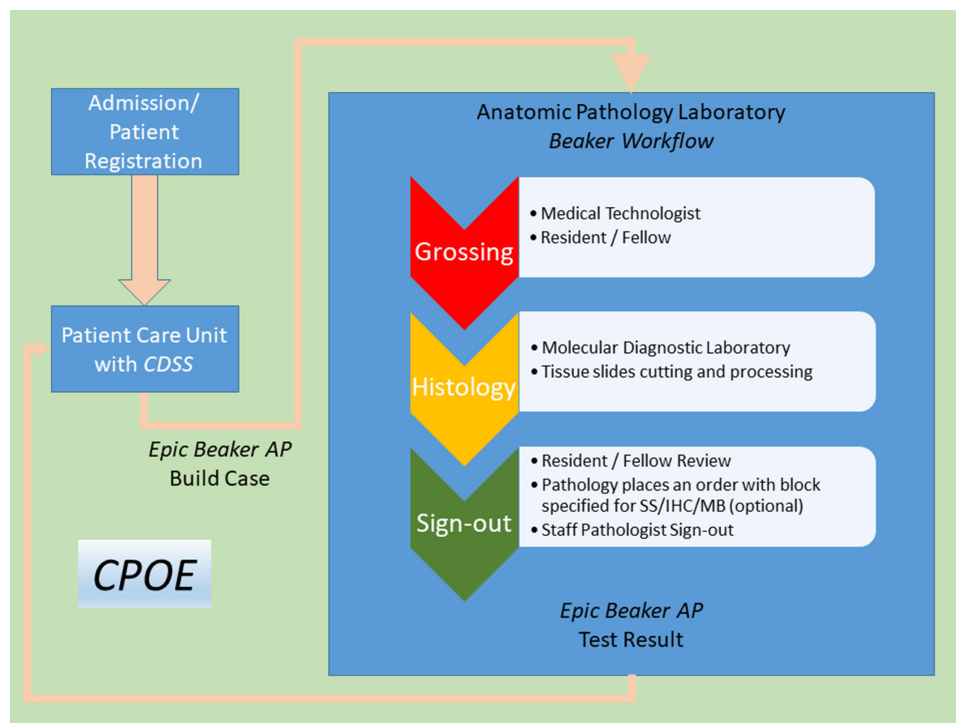 Admission/
Patient
Registration
Patient Care Unit
with CDSS
Epic Beaker AP
Build Case
CPOE
Anatomic Pathology Laboratory
Beaker Workflow
Grossing
• Medical Technologist
• Resident / Fellow
Histology
• Molecular Diagnostic Laboratory
• Tissue slides cutting and processing
Sign-out
• Resident / Fellow Review
• Pathology places an order with block
specified for SS/IHC/MB (optional)
• Staff Pathologist Sign-out
Epic Beaker AP
Test Result